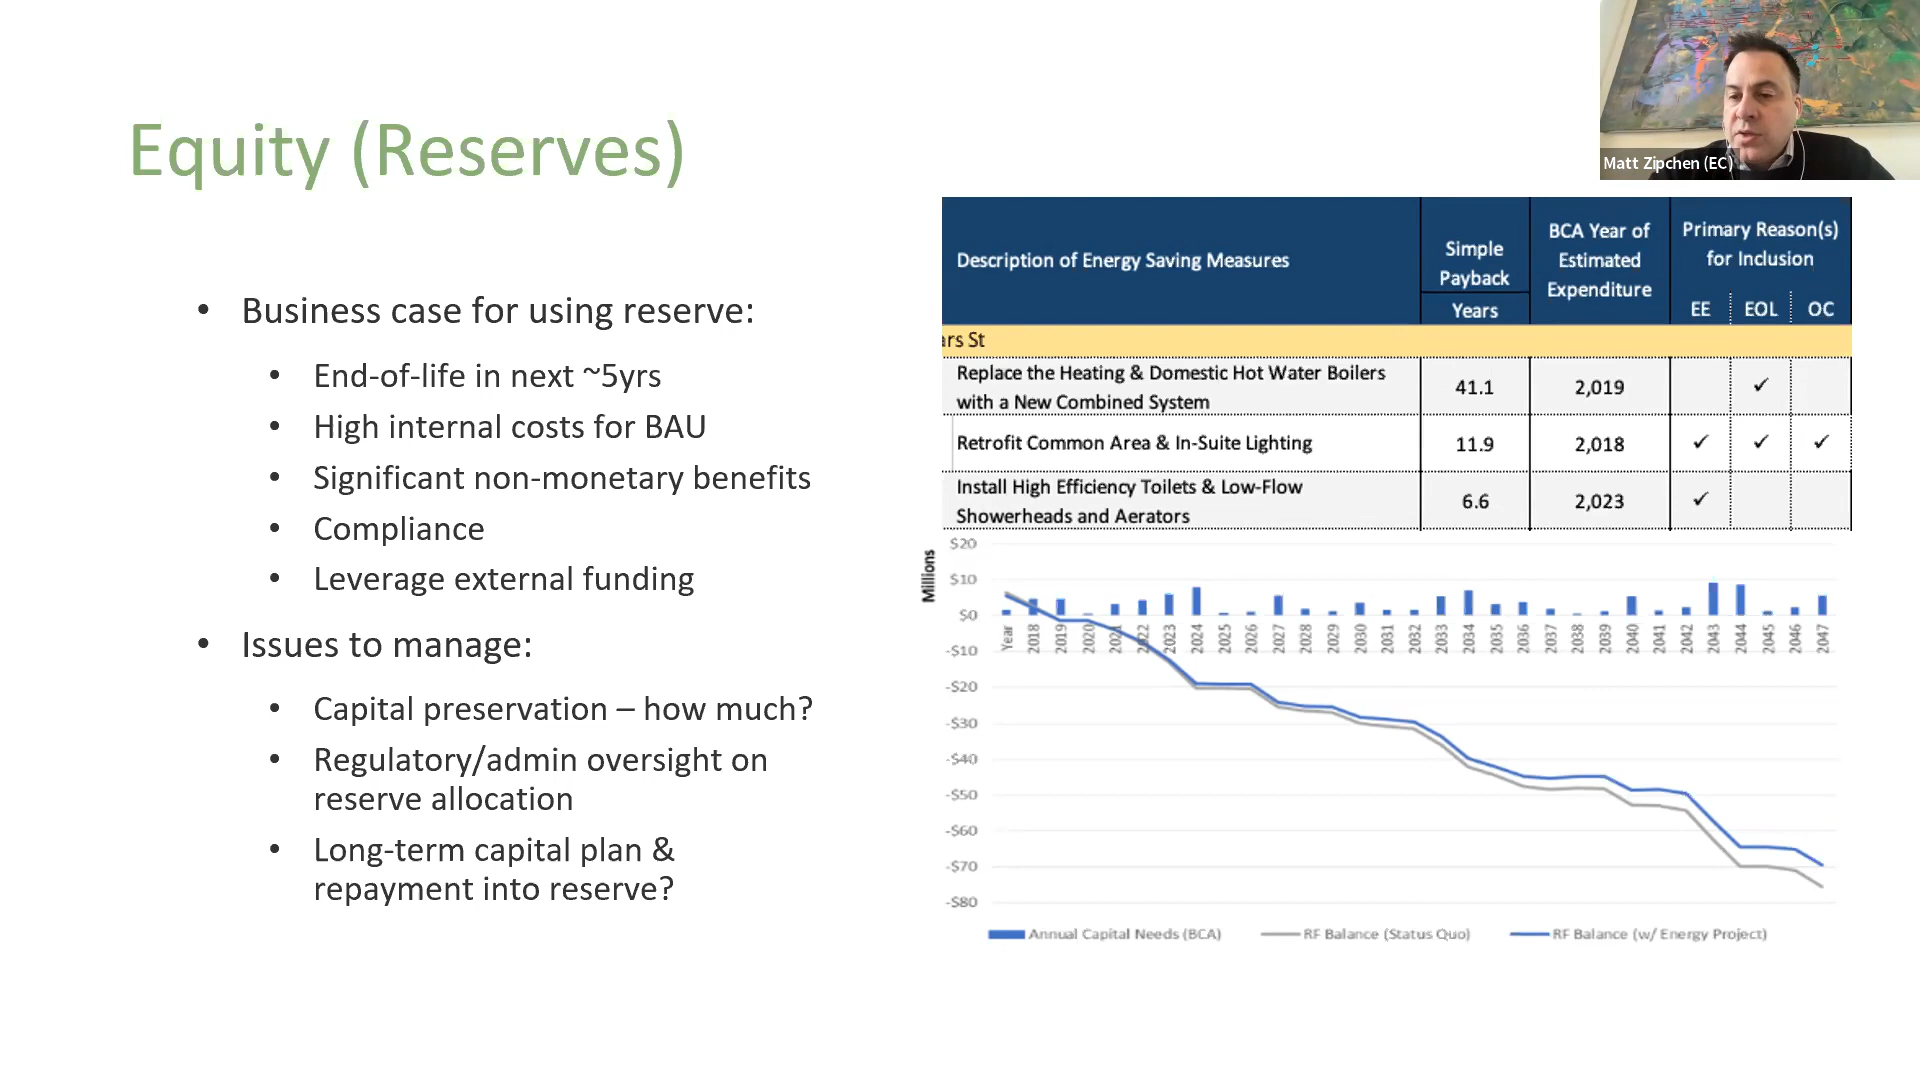 Matt Zipchen (EC)
Equity (Reserves)
• Business case for using reserve:
• End-of-life in next ~5yrs
• High internal costs for BAU
• Significant non-monetary benefits
• Compliance
• Leverage external funding
• Issues to manage:
• Capital preservation – how much?
• Regulatory/admin oversight on
reserve allocation
• Long-term capital plan &
repayment into reserve?
Description of Energy Saving Measures
Simple
Payback
Years
BCA Year of
Estimated
Expenditure
Primary Reason(s)
for Inclusion
EE EOL OC
rs St
Replace the Heating & Domestic Hot Water Boilers
with a New Combined System
41.1 2,019 ✓
Retrofit Common Area & In-Suite Lighting 11.9 2,018 ✓ ✓ ✓
Install High Efficiency Toilets & Low-Flow
Showerheads and Aerators
6.6 2,023 ✓
Millions
$20
$10
$0
-$10
-$20
-$30
-$40
-$50
-$60
-$70
-$80
Year 2018 2019 2020 2021 2022 2023 2024 2025 2026 2027 2028 2029 2030 2031 2032 2033 2034 2035 2036 2037 2038 2039 2040 2041 2042 2043 2044 2045 2046 2047
Annual Capital Needs (BCA) RF Balance (Status Quo) RF Balance (w/ Energy Project)